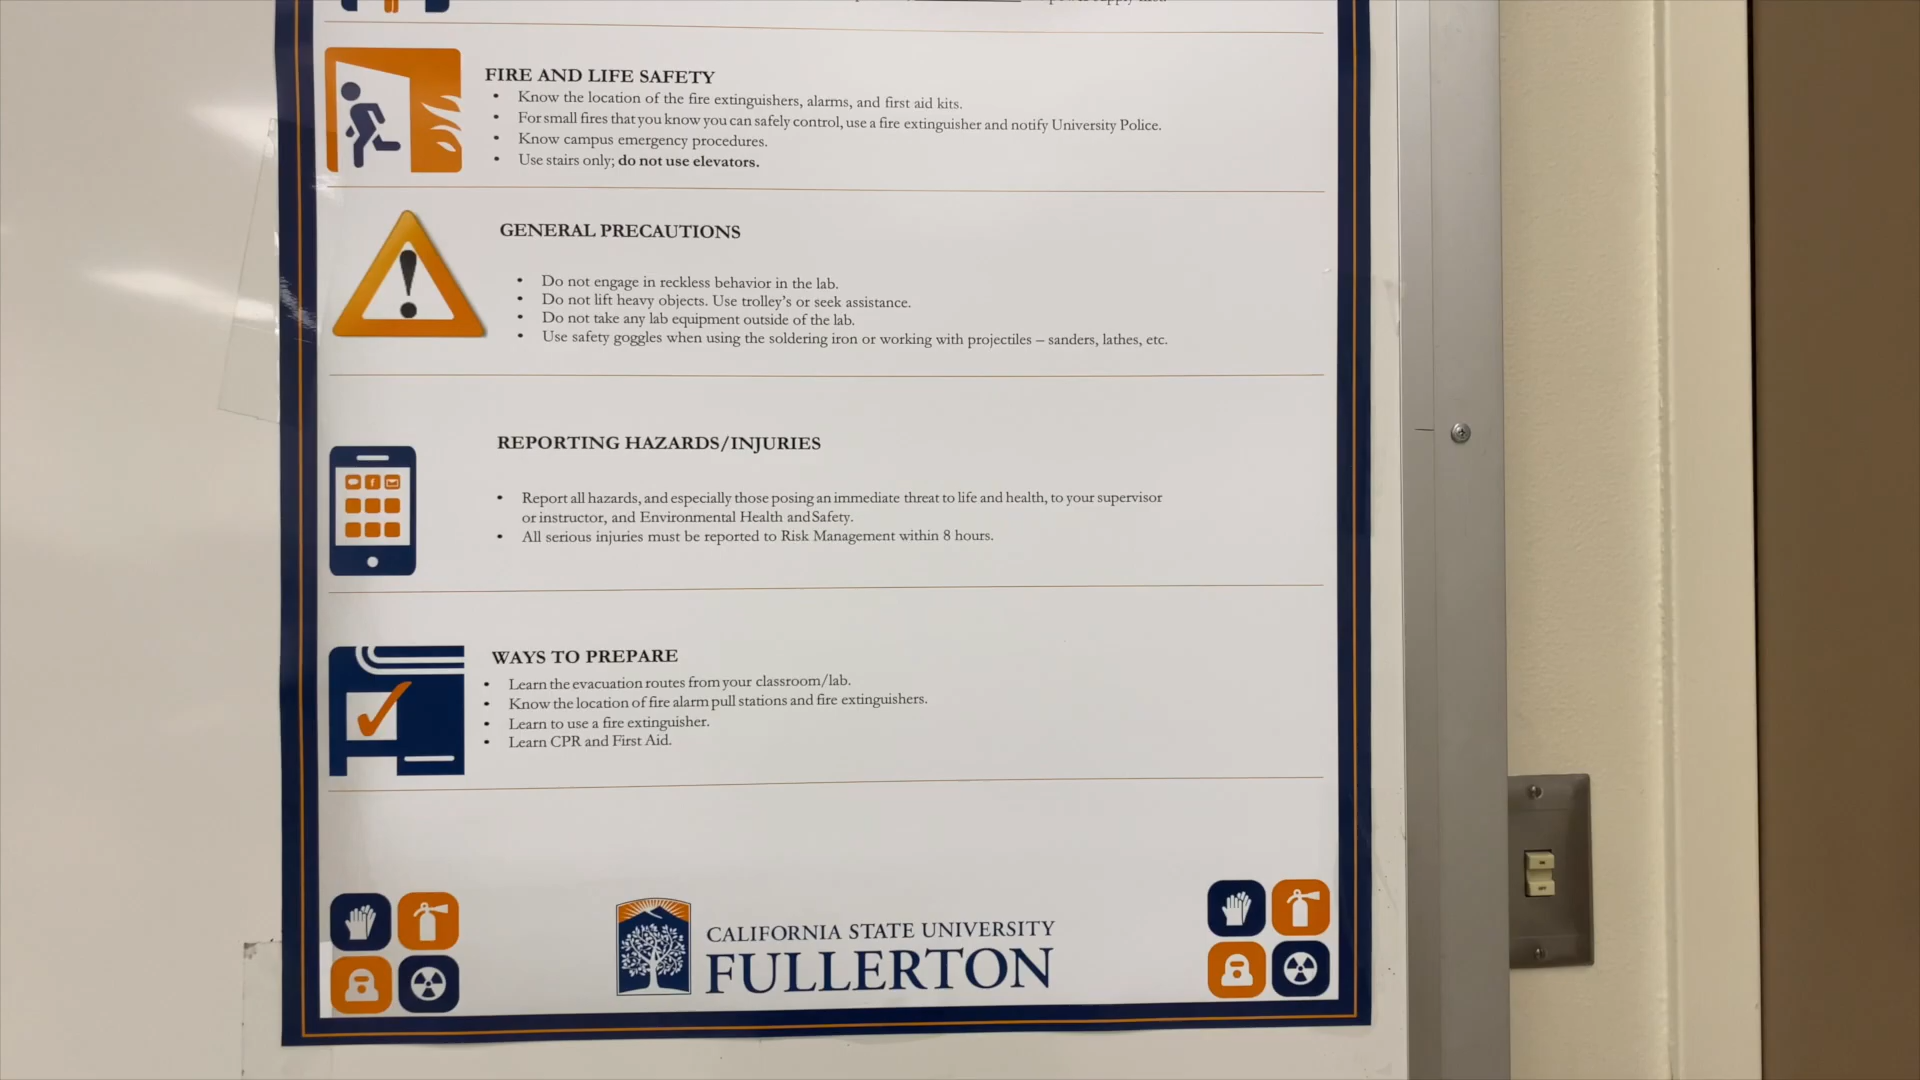 FIRE AND LIFE SAFETY
• Know the location of the fire extinguishers, alarms, and first aid kits.
• For small fires that you know you can safely control, use a fire extinguisher and notify University Police.
• Know campus emergency procedures.
• Use stairs only; do not use elevators.
GENERAL PRECAUTIONS
• Do not engage in reckless behavior in the lab.
• Do not lift heavy objects. Use trolley's or seek assistance.
• Do not take any lab equipment outside of the lab.
• Use safety goggles when using the soldering iron or working with projectiles – sanders, lathes, etc.
REPORTING HAZARDS/INJURIES
• Report all hazards, and especially those posing an immediate threat to life and health, to your supervisor
or instructor, and Environmental Health and Safety.
• All serious injuries must be reported to Risk Management within 8 hours.
WAYS TO PREPARE
• Learn the evacuation routes from your classroom/lab.
• Know the location of fire alarm pull stations and fire extinguishers.
• Learn to use a fire extinguisher.
• Learn CPR and First Aid.
CALIFORNIA STATE UNIVERSITY
FULLERTON
OFF